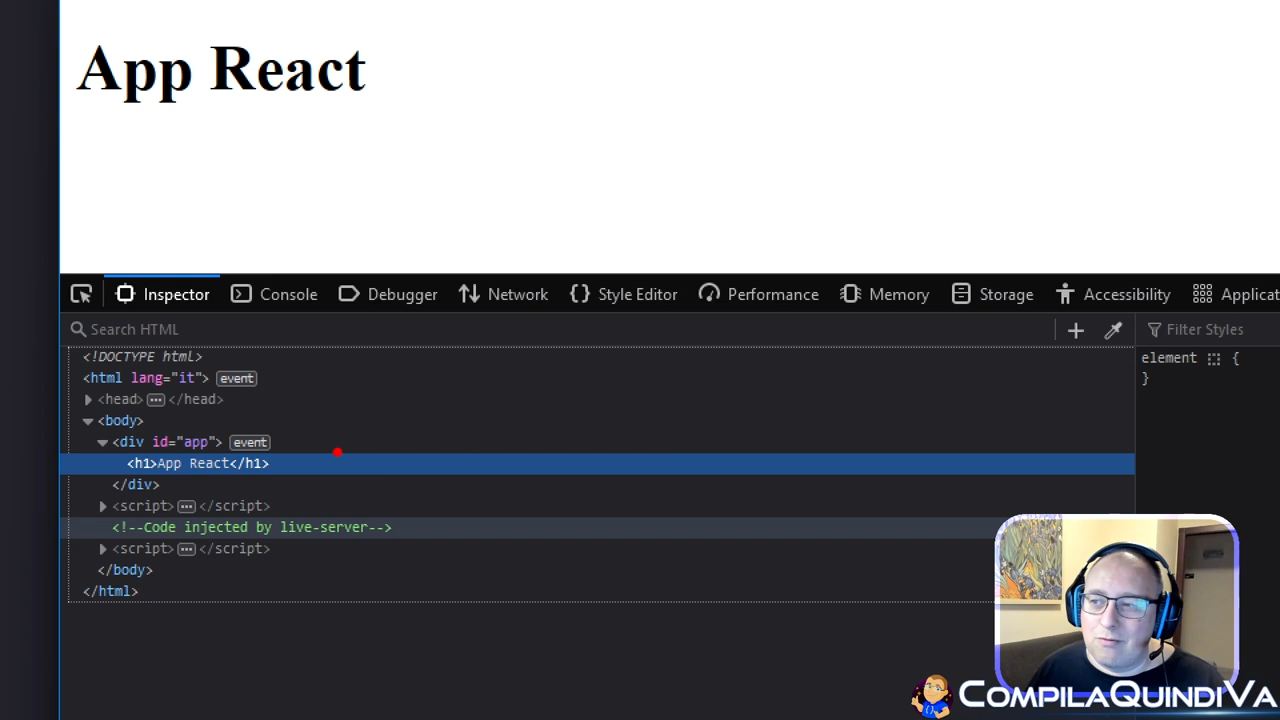 App React
Inspector Console Debugger Network Style Editor Performance Memory Storage Accessibility Applicat
Search HTML
Filter Styles
<!DOCTYPE html>
<html lang="it"> event
<head> ••• </head>
<body>
<div id="app"> event
<h1>App React</h1>
</div>
<script> ••• </script>
<!--Code injected by live-server-->
<script> ••• </script>
</body>
</html>
element {
}
COMPILAQUINDIVA